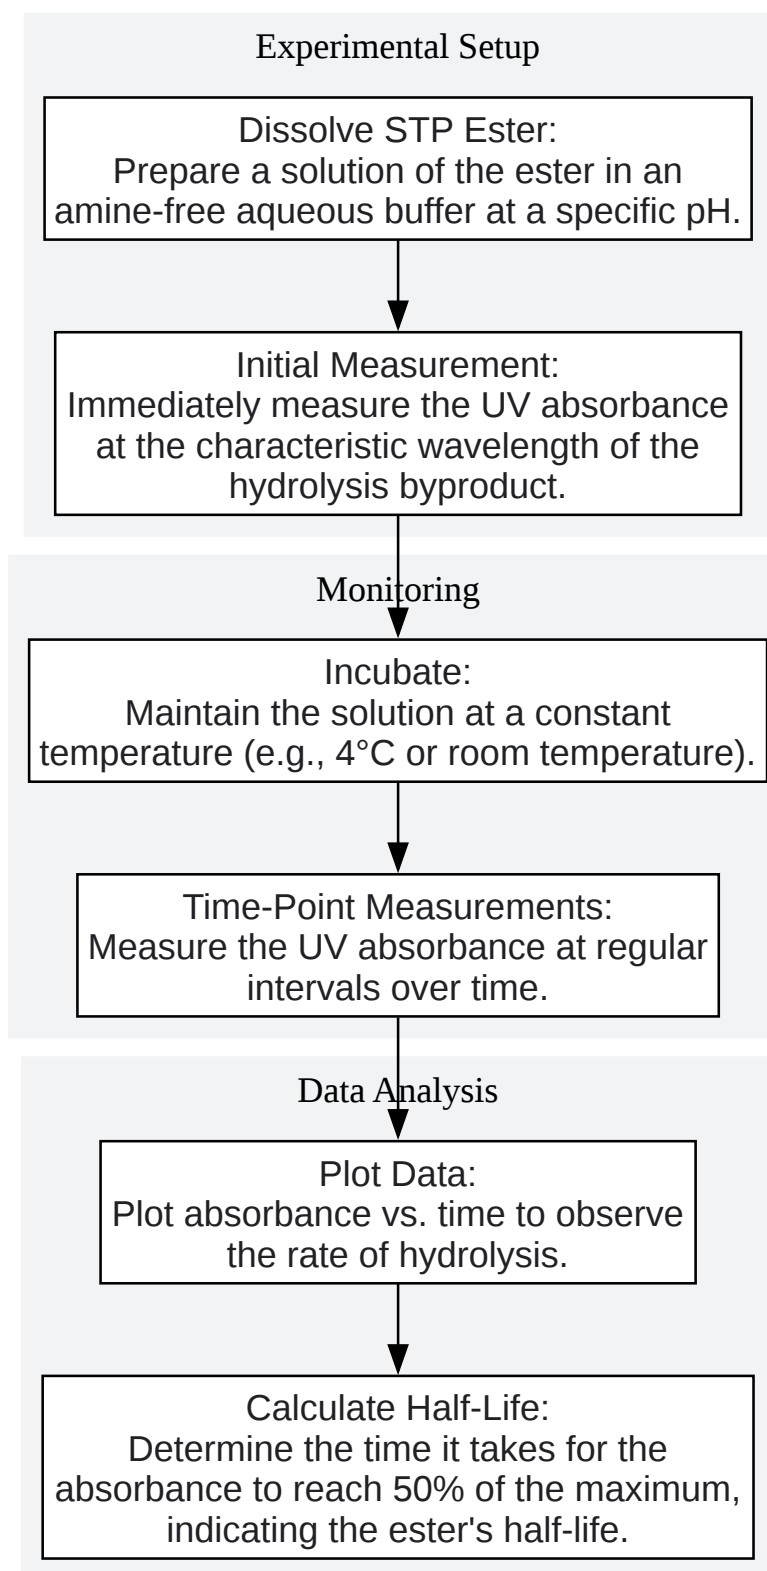 Experimental Setup
Dissolve STP Ester:
Prepare a solution of the ester in an
amine-free aqueous buffer at a specific pH.
Initial Measurement:
Immediately measure the UV absorbance
at the characteristic wavelength of the
hydrolysis byproduct.
Monitoring
Incubate:
Maintain the solution at a constant
temperature (e.g., 4°C or room temperature).
Time-Point Measurements:
Measure the UV absorbance at regular
intervals over time.
Data Analysis
Plot Data:
Plot absorbance vs. time to observe
the rate of hydrolysis.
Calculate Half-Life:
Determine the time it takes for the
absorbance to reach 50% of the maximum,
indicating the ester's half-life.